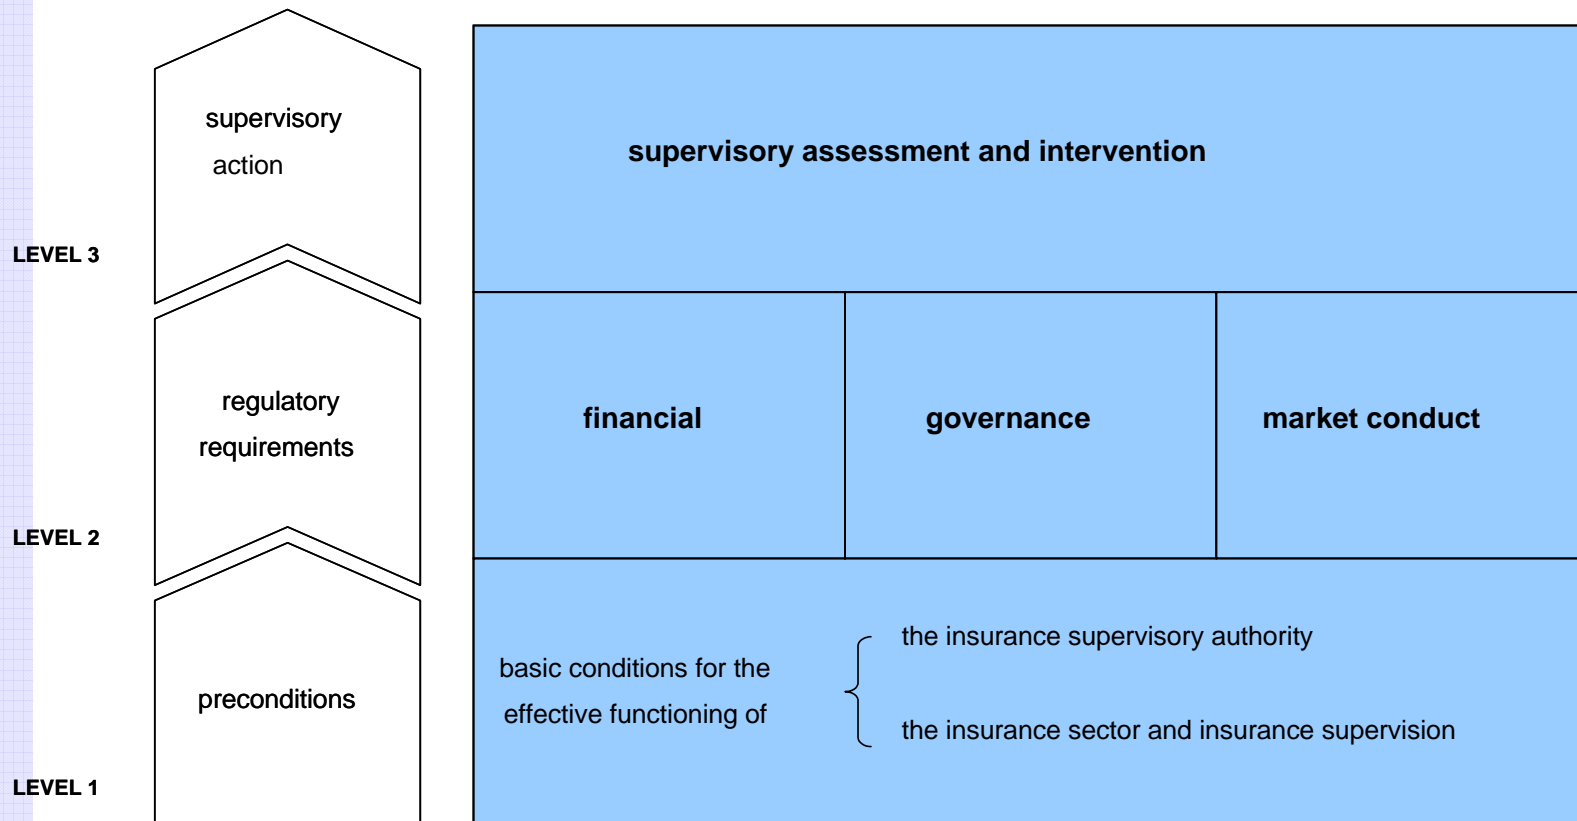 supervisory
action
supervisory assessment and intervention
LEVEL 3
regulatory
requirements
financial
governance
market conduct
LEVEL 2
preconditions
basic conditions for the
effective functioning of
the insurance supervisory authority
the insurance sector and insurance supervision
LEVEL 1